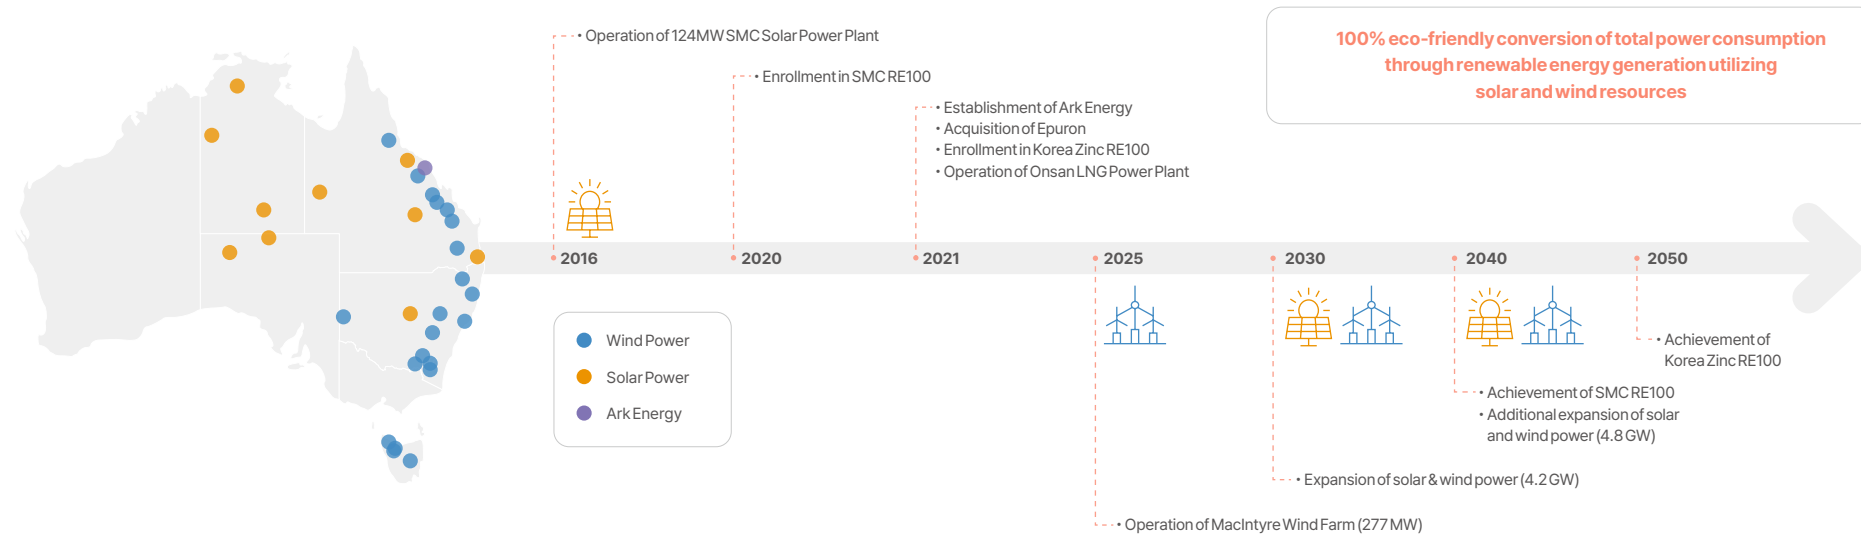 • Operation of 124MW SMC Solar Power Plant
• Enrollment in SMC RE100
• Establishment of Ark Energy
• Acquisition of Epuron
• Enrollment in Korea Zinc RE100
• Operation of Onsan LNG Power Plant
100% eco-friendly conversion of total power consumption
through renewable energy generation utilizing
solar and wind resources
2016
2020
2021
2025
2030
2040
2050
Wind Power
Solar Power
Ark Energy
• Achievement of
Korea Zinc RE100
• Achievement of SMC RE100
• Additional expansion of solar
and wind power (4.8 GW)
• Expansion of solar & wind power (4.2 GW)
• Operation of MacIntyre Wind Farm (277 MW)